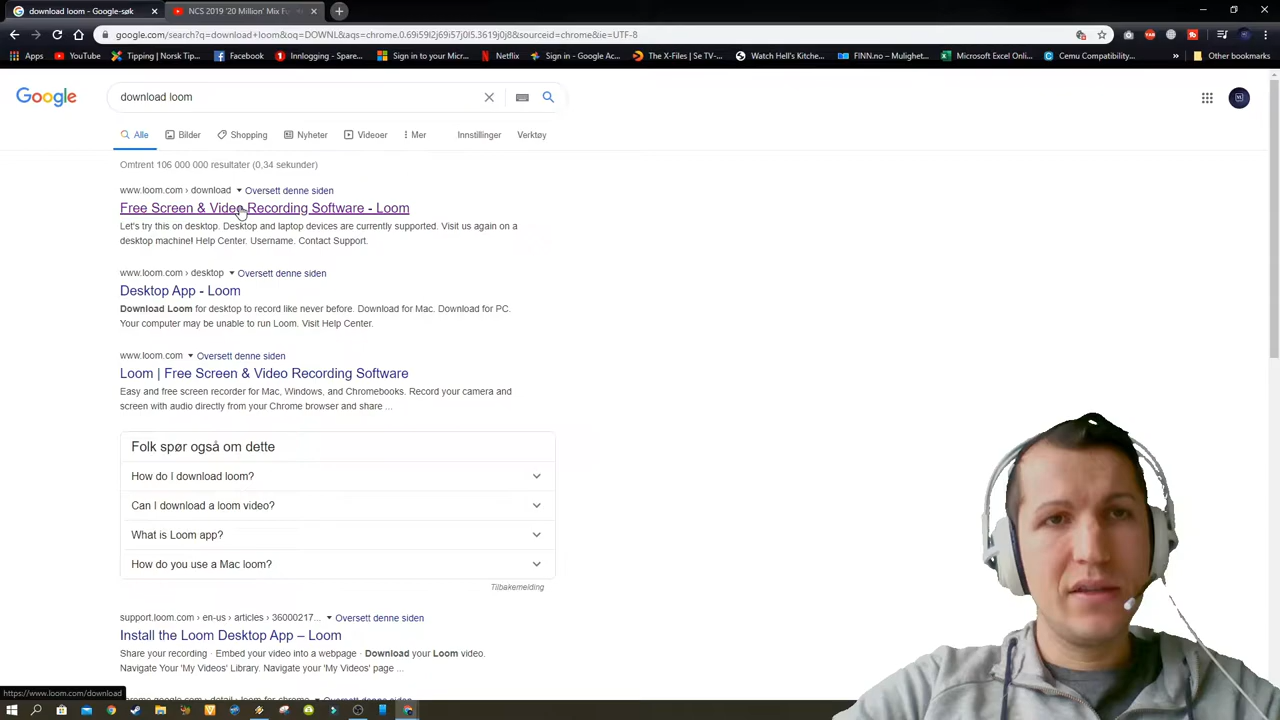 download loom - Google-søk
NCS 2019 '20 Million' Mix
google.com/search?q=download+loom&oq=DOWNL&aqs=chrome.0.69i59l2j69i57j0l5.3619j0j8&sourceid=chrome&ie=UTF-8
Apps YouTube Tipping | Norsk Tip... Facebook Innlogging - Spare... Sign in to your Micr... Netflix Sign in - Google Ac... The X-Files | Se TV-... Watch Hell's Kitch... FINN.no – Mulighet... Microsoft Excel Onl... Cemu Compatibility... » Other bookmarks
Google download loom
Alle Bilder Shopping Nyheter Videoer Mer Innstillinger Verktøy
Omtrent 106 000 000 resultater (0,34 sekunder)
www.loom.com › download Oversett denne siden
Free Screen & Video Recording Software - Loom
Let's try this on desktop. Desktop and laptop devices are currently supported. Visit us again on a
desktop machine! Help Center. Username. Contact Support.
www.loom.com › desktop Oversett denne siden
Desktop App - Loom
Download Loom for desktop to record like never before. Download for Mac. Download for PC.
Your computer may be unable to run Loom. Visit Help Center.
www.loom.com Oversett denne siden
Loom | Free Screen & Video Recording Software
Easy and free screen recorder for Mac, Windows, and Chromebooks. Record your camera and
screen with audio directly from your Chrome browser and share ...
Folk spør også om dette
How do I download loom?
Can I download a loom video?
What is Loom app?
How do you use a Mac loom?
Tilbakemelding
support.loom.com › en-us › articles › 36000217... Oversett denne siden
Install the Loom Desktop App – Loom
Share your recording · Embed your video into a webpage · Download your Loom video.
Navigate Your 'My Videos' Library. Navigate your 'My Videos' page ...
https://www.loom.com/download